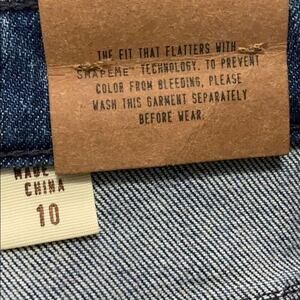 THE FIT THAT FLATTERS WITH
SHAPEME™ TECHNOLOGY. TO PREVENT
COLOR FROM BLEEDING, PLEASE
WASH THIS GARMENT SEPARATELY
BEFORE WEAR.
MADE
CHINA
10